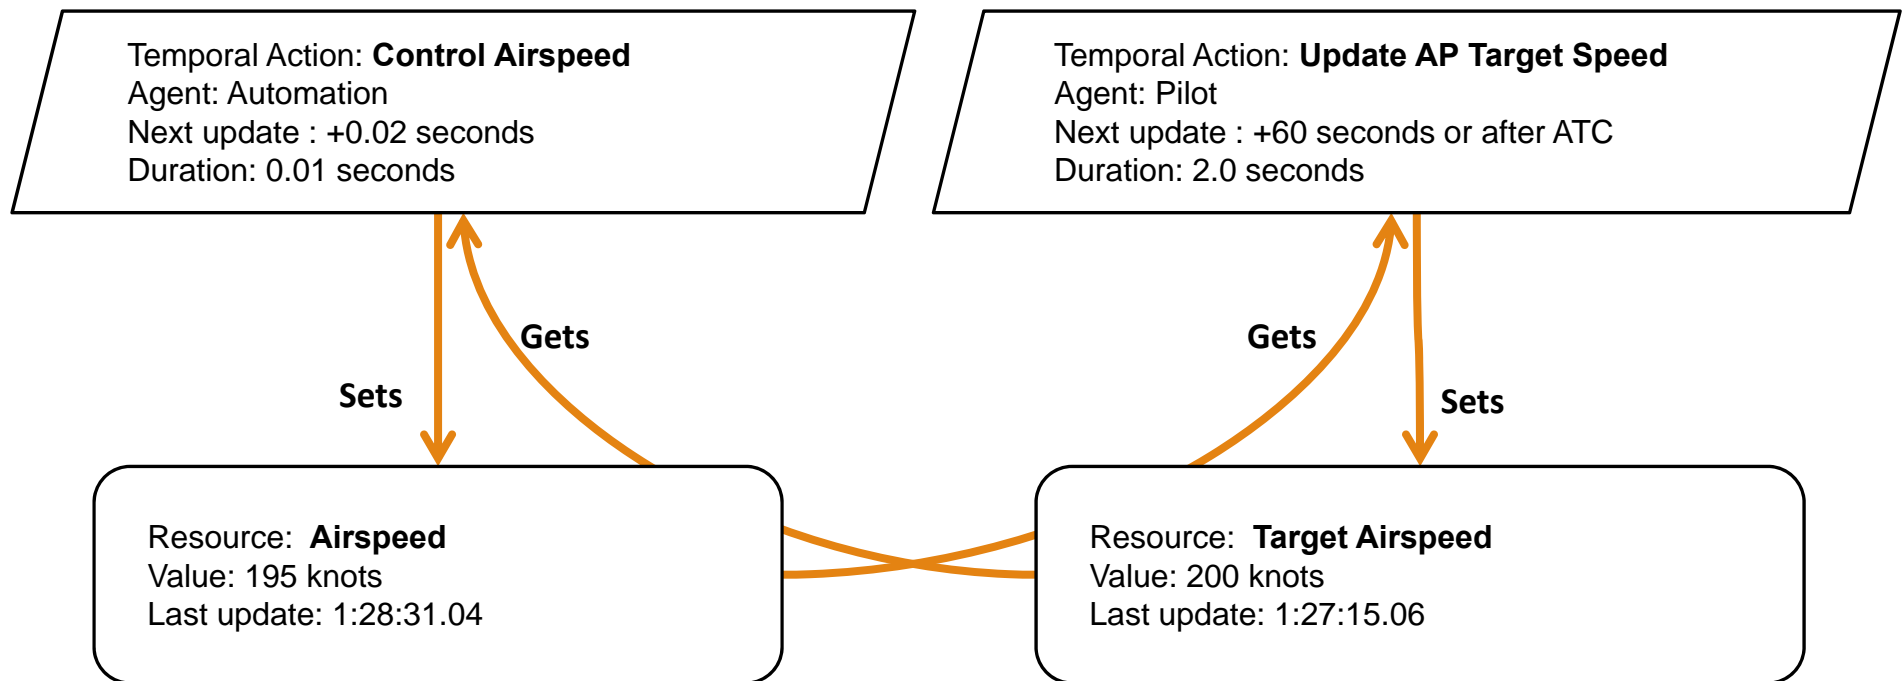 Temporal Action: Control Airspeed
Agent: Automation
Next update : +0.02 seconds
Duration: 0.01 seconds
Temporal Action: Update AP Target Speed
Agent: Pilot
Next update : +60 seconds or after ATC
Duration: 2.0 seconds
Gets
Sets
Gets
Sets
Resource: Airspeed
Value: 195 knots
Last update: 1:28:31.04
Resource: Target Airspeed
Value: 200 knots
Last update: 1:27:15.06